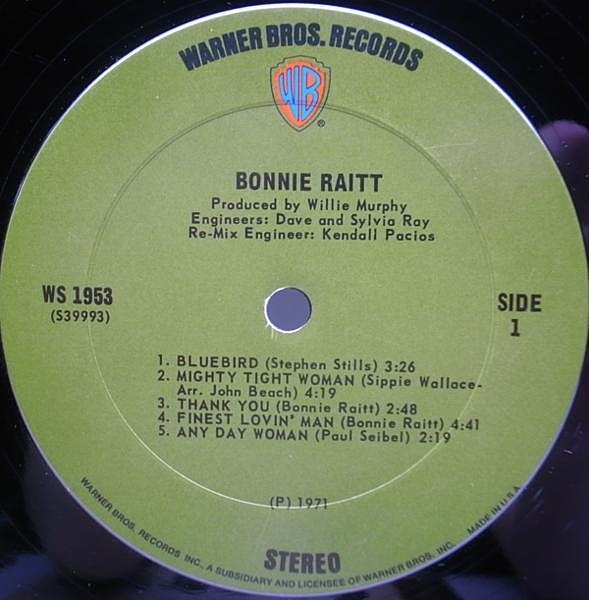 WARNER BROS. RECORDS
WB
®
BONNIE RAITT
Produced by Willie Murphy
Engineers: Dave and Sylvia Ray
Re-Mix Engineer: Kendall Pacios
WS 1953
(S39993)
SIDE
1
1. BLUEBIRD (Stephen Stills) 3:26
2. MIGHTY TIGHT WOMAN (Sippie Wallace-
Arr. John Beach) 4:19
3. THANK YOU (Bonnie Raitt) 2:48
4. FINEST LOVIN' MAN (Bonnie Raitt) 4:41
5. ANY DAY WOMAN (Paul Seibel) 2:19
(P) 1971
STEREO
WARNER BROS. RECORDS INC., A SUBSIDIARY AND LICENSEE OF WARNER BROS. INC. MADE IN U.S.A.